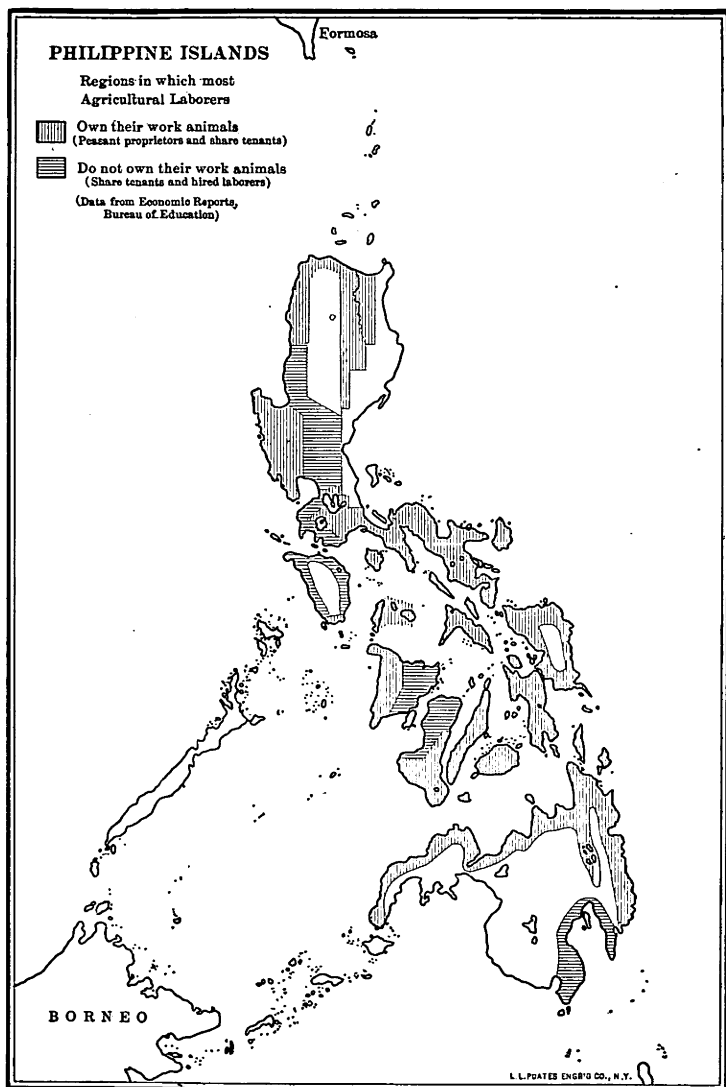 Formosa
PHILIPPINE ISLANDS
Regions in which most
Agricultural Laborers
Own their work animals
(Peasant proprietors and share tenants)
Do not own their work animals
(Share tenants and hired laborers)
(Data from Economic Reports,
Bureau of Education)
BORNEO
L.L.POATES ENGR'G CO., N.Y.